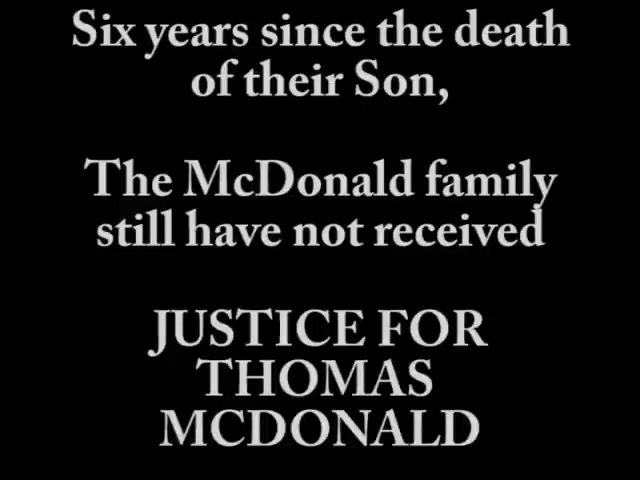 Six years since the death
of their Son,
The McDonald family
still have not received
JUSTICE FOR
THOMAS
MCDONALD